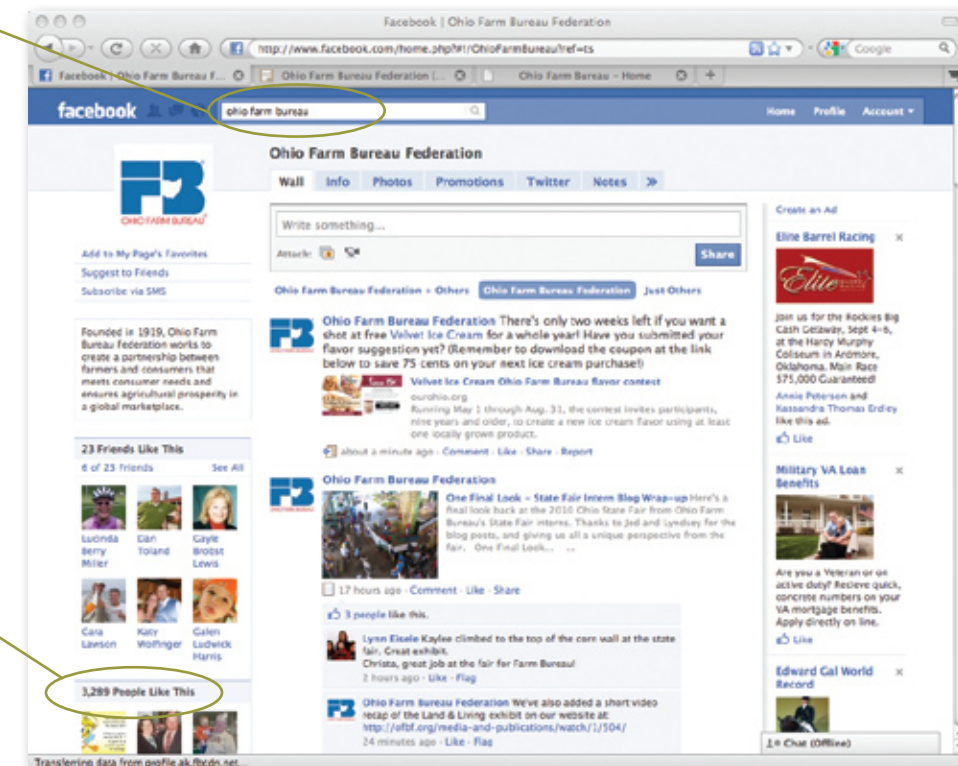 Facebook | Ohio Farm Bureau Federation
http://www.facebook.com/home.php?#!/OhioFarmBureau?ref=ts
Google
Facebook | Ohio Farm Bureau F...
Ohio Farm Bureau Federation (...
Ohio Farm Bureau – Home
facebook
ohio farm bureau
Home Profile Account
OHIO FARM BUREAU
Add to My Page's Favorites
Suggest to Friends
Subscribe via SMS
Founded in 1919, Ohio Farm
Bureau Federation works to
create a partnership between
farmers and consumers that
meets consumer needs and
ensures agricultural prosperity in
a global marketplace.
23 Friends Like This
6 of 23 friends See All
Lucinda
Berry
Miller
Dan
Toland
Gayle
Brobst
Lewis
Cara
Lawson
Katy
Wolfinger
Galen
Ludwick
Harris
3,289 People Like This
Ohio Farm Bureau Federation
Wall Info Photos Promotions Twitter Notes »
Write something...
Attach:
Share
Ohio Farm Bureau Federation + Others Ohio Farm Bureau Federation Just Others
Ohio Farm Bureau Federation There's only two weeks left if you want a
shot at free Velvet Ice Cream for a whole year! Have you submitted your
flavor suggestion yet? (Remember to download the coupon at the link
below to save 75 cents on your next ice cream purchase!)
Velvet Ice Cream Ohio Farm Bureau flavor contest
ourohio.org
Running May 1 through Aug. 31, the contest invites participants,
nine years and older, to create a new ice cream flavor using at least
one locally grown product.
about a minute ago · Comment · Like · Share · Report
Ohio Farm Bureau Federation
One Final Look – State Fair Intern Blog Wrap-up Here's a
final look back at the 2010 Ohio State Fair from Ohio Farm
Bureau's State Fair interns. Thanks to Jed and Lyndsey for the
blog posts, and giving us all a unique perspective from the
fair. One Final Look... ...
17 hours ago · Comment · Like · Share
3 people like this.
Lynn Eisele Kaylee climbed to the top of the corn wall at the state
fair. Great exhibit.
Christa, great job at the fair for Farm Bureau!
2 hours ago · Like · Flag
Ohio Farm Bureau Federation We've also added a short video
recap of the Land & Living exhibit on our website at:
http://ofbf.org/media-and-publications/watch/1/504/
24 minutes ago · Like · Flag
Create an Ad
Elite Barrel Racing
Elite
Join us for the Rockies Big
Cash Getaway, Sept 4–6,
at the Hardy Murphy
Coliseum in Ardmore,
Oklahoma. Main Race
$75,000 Guaranteed!
Annie Peterson and
Kassandra Thomas Erdley
like this ad.
Like
Military VA Loan
Benefits
Are you a Veteran or on
active duty? Recieve quick,
concrete numbers on your
VA mortgage benefits.
Apply directly on line.
Like
Edward Gal World
Record
Chat (Offline)
Transferring data from profile.ak.fbcdn.net...